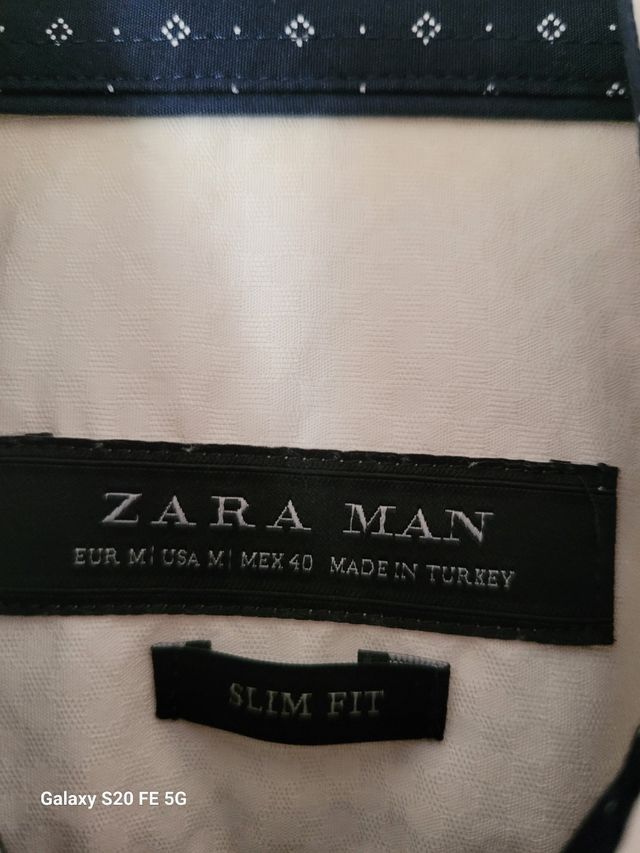 ZARA MAN
EUR M| USA M| MEX 40 MADE IN TURKEY
SLIM FIT
Galaxy S20 FE 5G